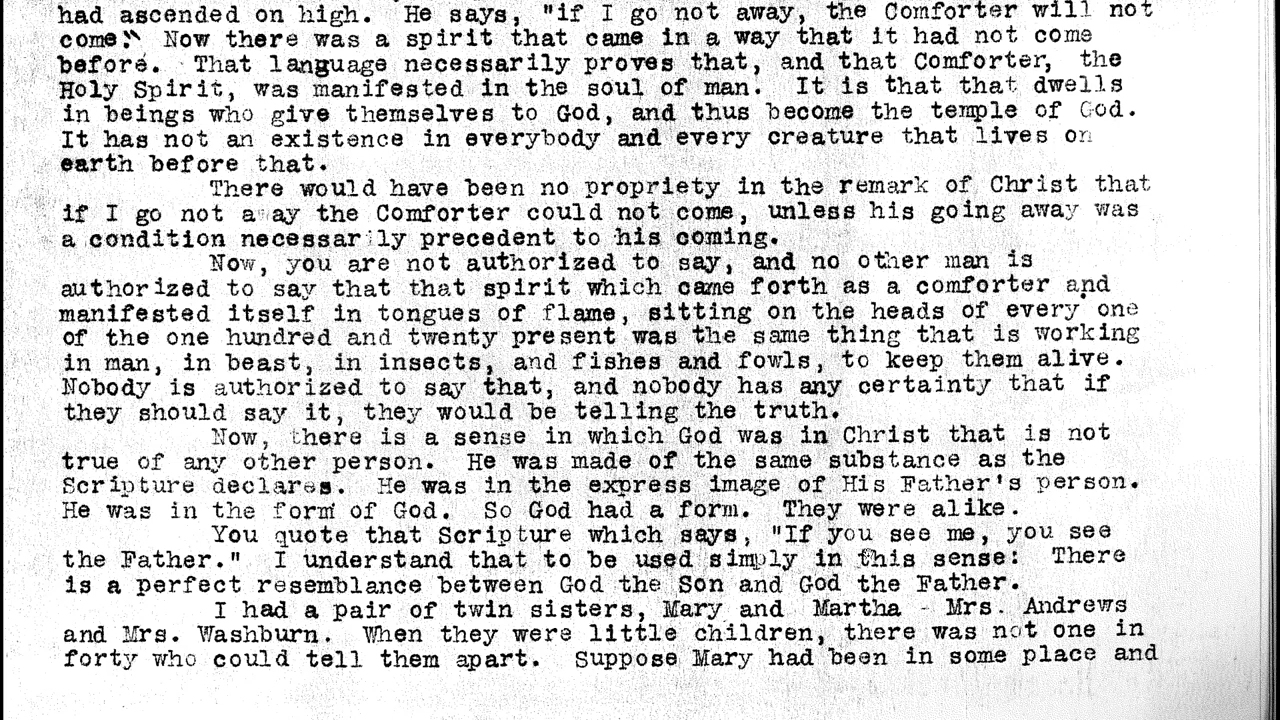 had ascended on high.  He says, "if I go not away, the Comforter will not
come."  Now there was a spirit that came in a way that it had not come
before.  That language necessarily proves that, and that Comforter, the
Holy Spirit, was manifested in the soul of man.  It is that that dwells
in beings who give themselves to God, and thus become the temple of God.
It has not an existence in everybody and every creature that lives on
earth before that.
There would have been no propriety in the remark of Christ that
if I go not away the Comforter could not come, unless his going away was
a condition necessarily precedent to his coming.
Now, you are not authorized to say, and no other man is
authorized to say that that spirit which came forth as a comforter and
manifested itself in tongues of flame, sitting on the heads of every one
of the one hundred and twenty present was the same thing that is working
in man, in beast, in insects, and fishes and fowls, to keep them alive.
Nobody is authorized to say that, and nobody has any certainty that if
they should say it, they would be telling the truth.
Now, there is a sense in which God was in Christ that is not
true of any other person.  He was made of the same substance as the
Scripture declares.  He was in the express image of His Father's person.
He was in the form of God.  So God had a form.  They were alike.
You quote that Scripture which says, "If you see me, you see
the Father."  I understand that to be used simply in this sense:  There
is a perfect resemblance between God the Son and God the Father.
I had a pair of twin sisters, Mary and Martha - Mrs. Andrews
and Mrs. Washburn.  When they were little children, there was not one in
forty who could tell them apart.  Suppose Mary had been in some place and